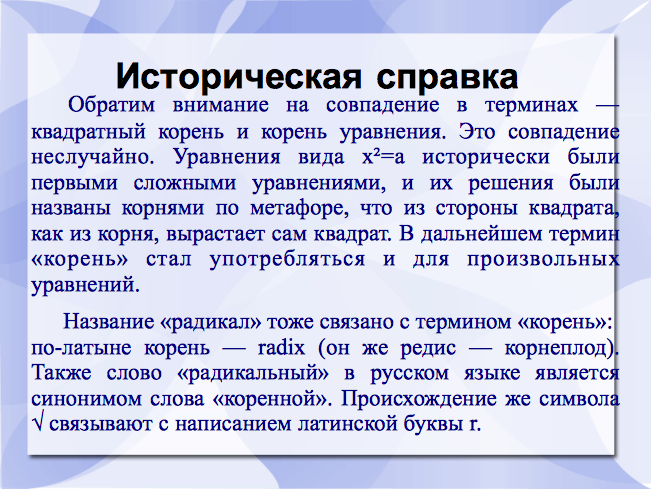 Историческая справка
Обратим внимание на совпадение в терминах —
квадратный корень и корень уравнения. Это совпадение
неслучайно. Уравнения вида x²=a исторически были
первыми сложными уравнениями, и их решения были
названы корнями по метафоре, что из стороны квадрата,
как из корня, вырастает сам квадрат. В дальнейшем термин
«корень» стал употребляться и для произвольных
уравнений.
Название «радикал» тоже связано с термином «корень»:
по-латыне корень — radix (он же редис — корнеплод).
Также слово «радикальный» в русском языке является
синонимом слова «коренной». Происхождение же символа
√ связывают с написанием латинской буквы r.